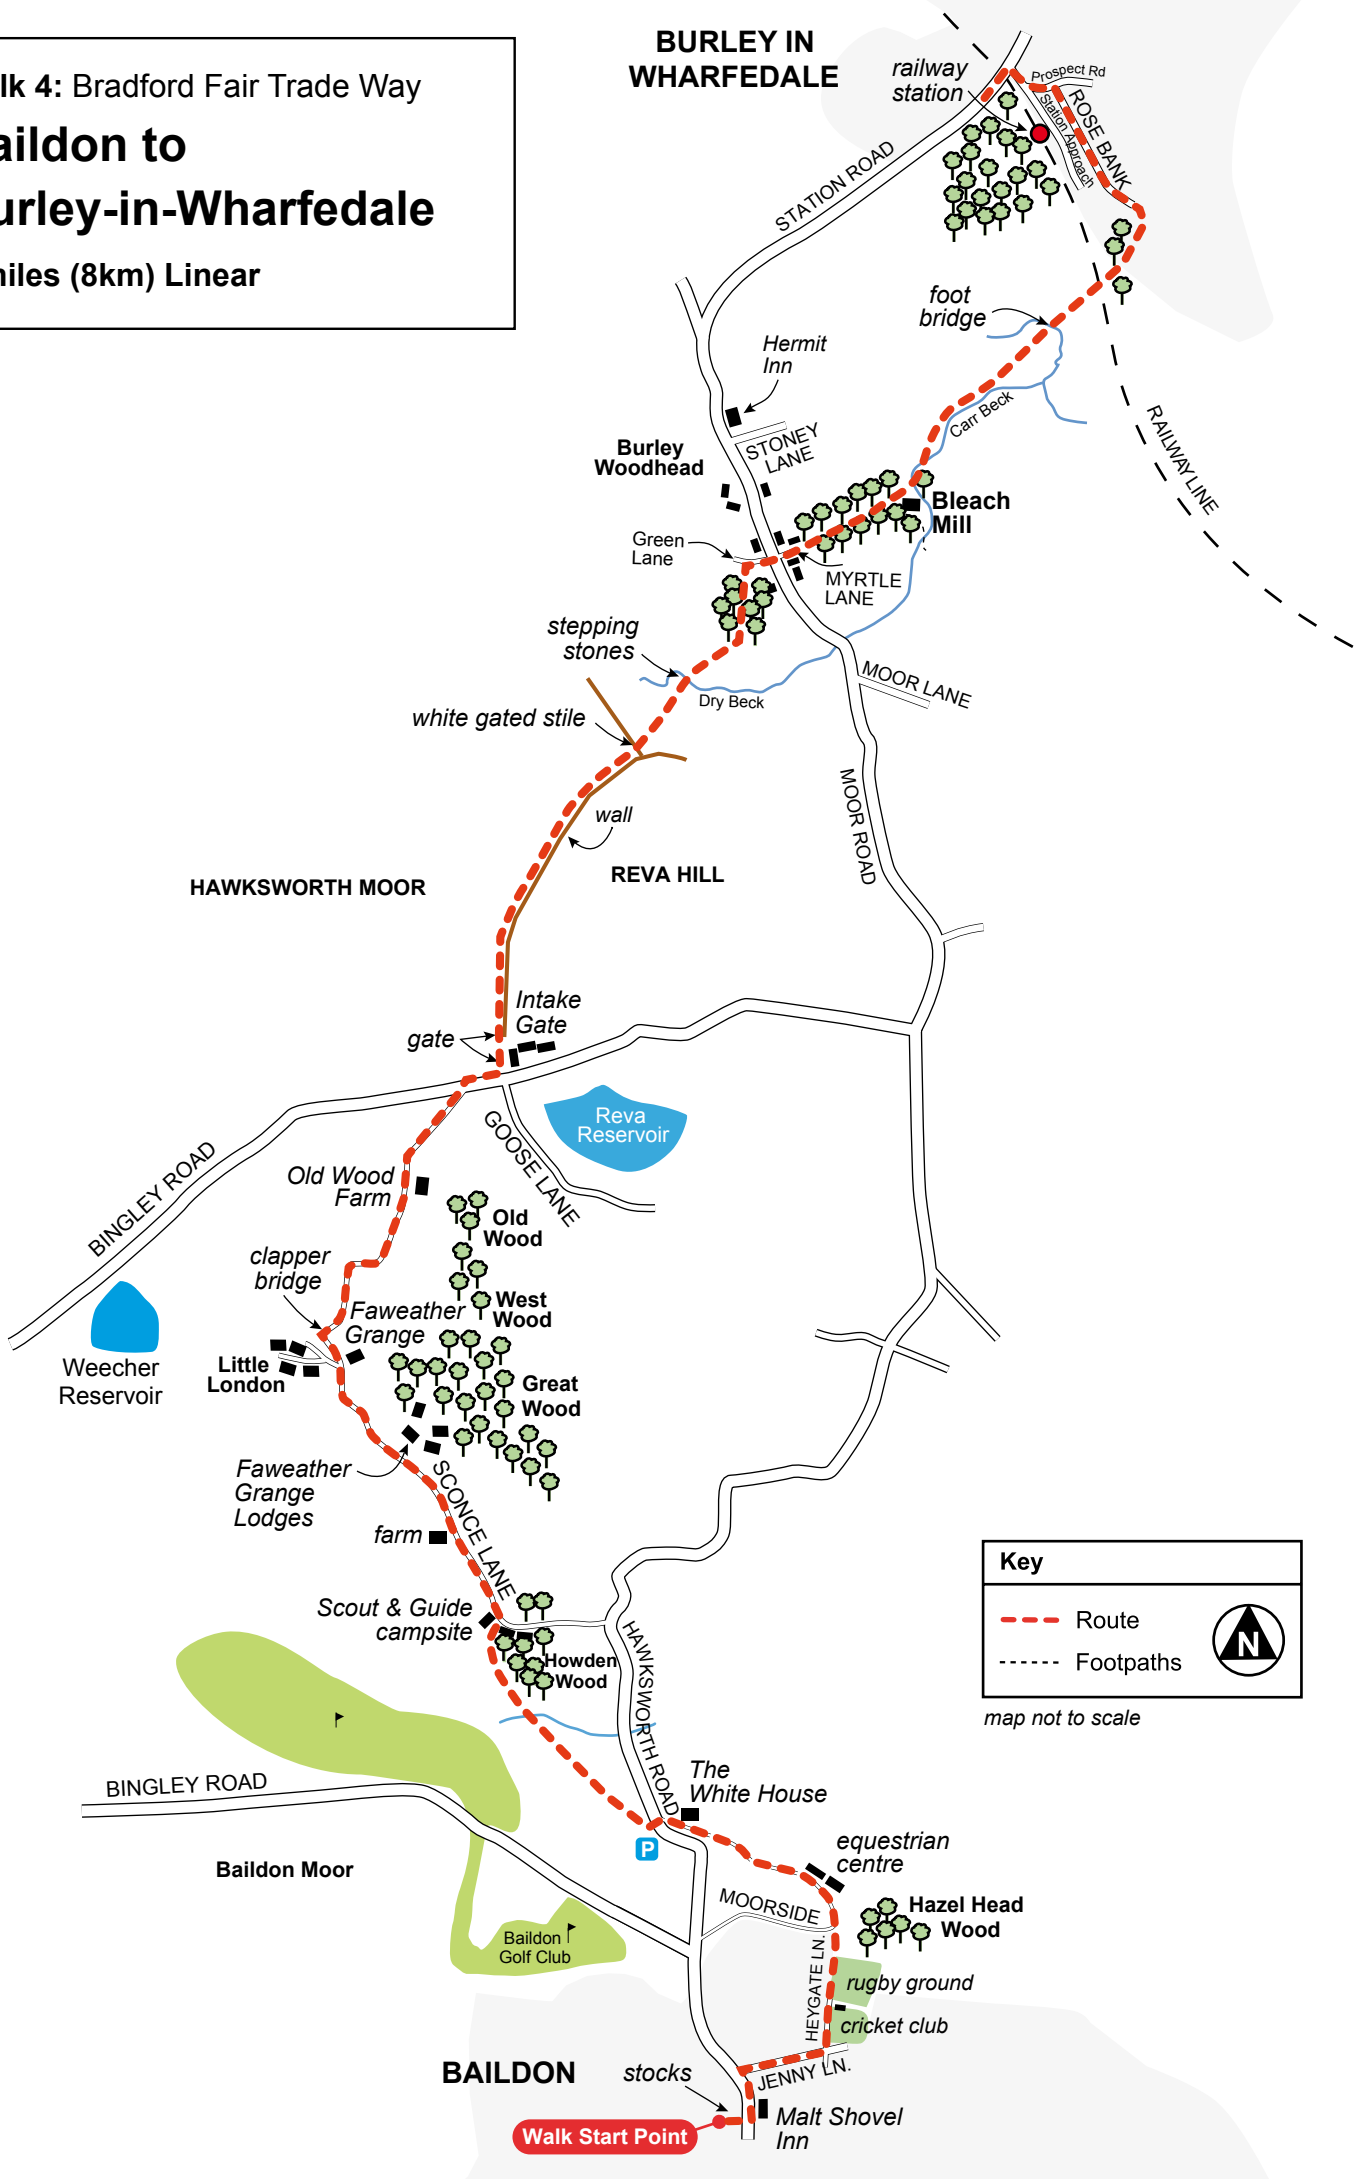 lk 4: Bradford Fair Trade Way
aildon to
urley-in-Wharfedale
niles (8km) Linear
BURLEY IN
WHARFEDALE
railway
station
Prospect Rd
Station Approach
ROSE BANK
STATION ROAD
foot
bridge
Hermit
Inn
Carr Beck
RAILWAY LINE
STONEY
LANE
Burley
Woodhead
Bleach
Mill
Green
Lane
MYRTLE
LANE
stepping
stones
MOOR LANE
Dry Beck
white gated stile
MOOR ROAD
wall
REVA HILL
HAWKSWORTH MOOR
Intake
Gate
gate
Reva
Reservoir
GOOSE LANE
BINGLEY ROAD
Old Wood
Farm
Old
Wood
clapper
bridge
West
Wood
Faweather
Grange
Weecher
Reservoir
Little
London
Great
Wood
Faweather
Grange
Lodges
SCONCE LANE
farm
Key
Route
N
Footpaths
map not to scale
Scout & Guide
campsite
Howden
Wood
HAWKSWORTH ROAD
The
White House
BINGLEY ROAD
P
equestrian
centre
Baildon Moor
MOORSIDE
Hazel Head
Wood
Baildon
Golf Club
HEYGATE LN.
rugby ground
cricket club
BAILDON
stocks
JENNY LN.
Malt Shovel
Inn
Walk Start Point